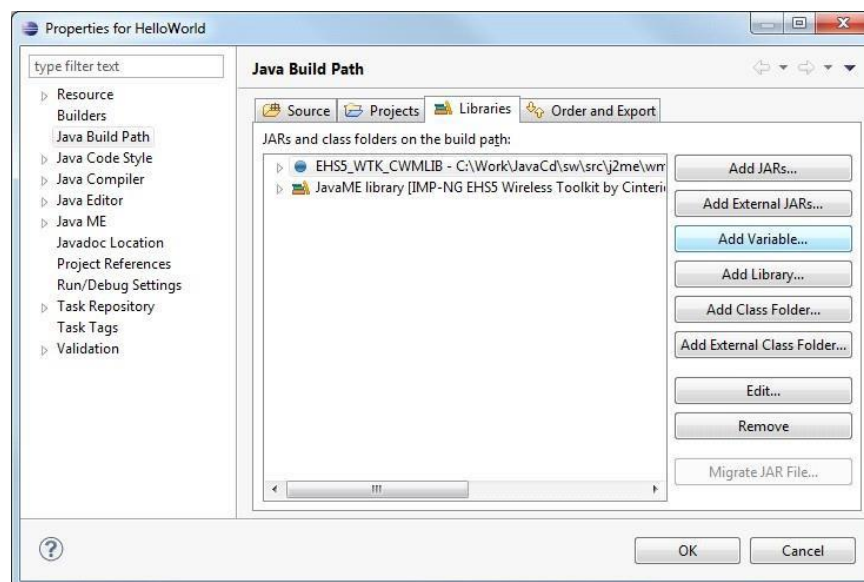 Properties for HelloWorld
type filter text
Java Build Path
Resource
Builders
Java Build Path
Java Code Style
Java Compiler
Java Editor
Java ME
Javadoc Location
Project References
Run/Debug Settings
Task Repository
Task Tags
Validation
Source Projects Libraries Order and Export
JARs and class folders on the build path:
EHS5_WTK_CWMLIB - C:\Work\JavaCd\sw\src\j2me\wm
JavaME library [IMP-NG EHS5 Wireless Toolkit by Cinteri
Add JARs...
Add External JARs...
Add Variable...
Add Library...
Add Class Folder...
Add External Class Folder...
Edit...
Remove
Migrate JAR File...
OK Cancel